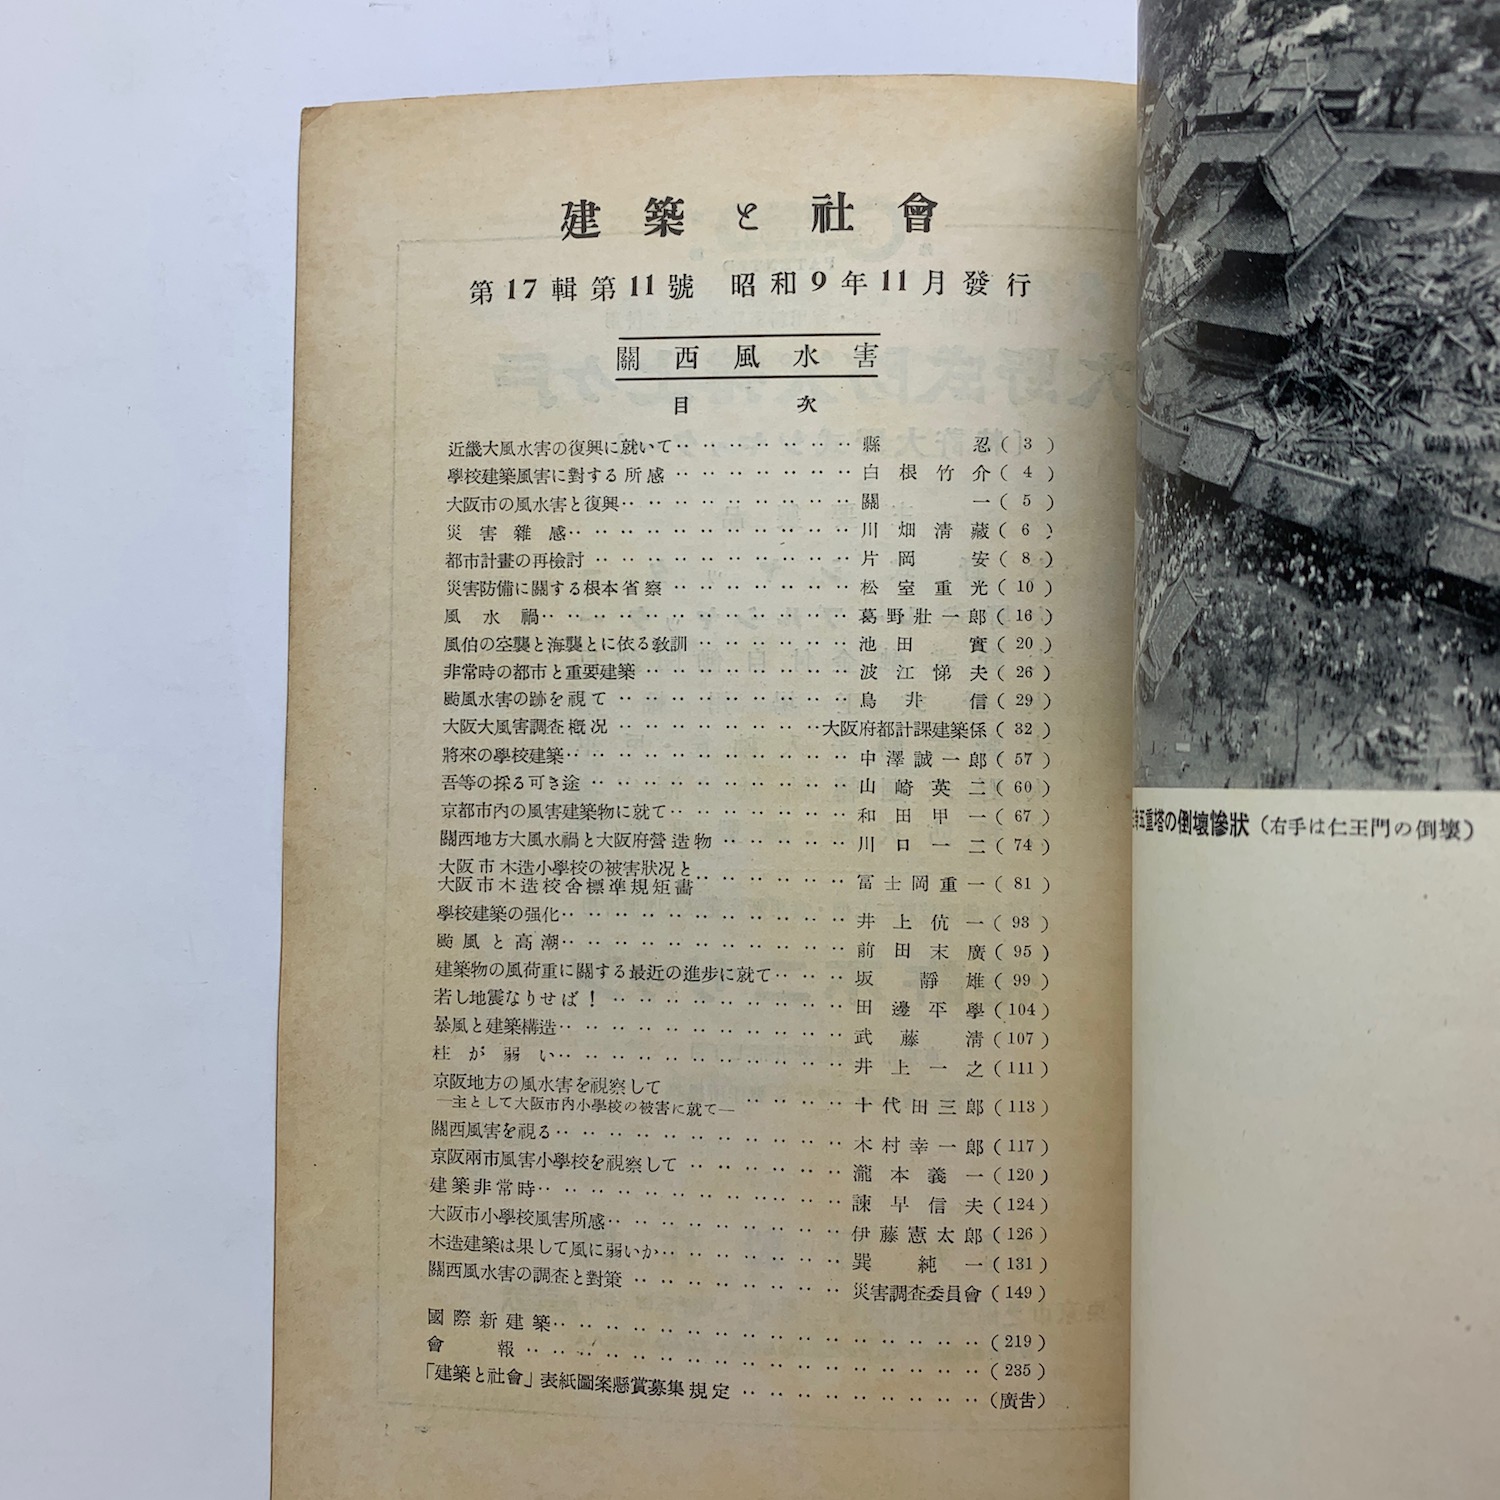 建築と社會
第17輯第11號 昭和9年11月發行
關西風水害
目次
近畿大風水害の復興に就いて‥‥‥‥‥‥縣忍(3)
學校建築風害に對する所感‥‥‥‥‥‥白根竹介(4)
大阪市の風水害と復興‥‥‥‥‥‥關一(5)
災害雜感‥‥‥‥‥‥川畑淸藏(6)
都市計畫の再檢討‥‥‥‥‥‥片岡安(8)
災害防備に關する根本省察‥‥‥‥‥‥松室重光(10)
風水禍‥‥‥‥‥‥葛野壯一郎(16)
風伯の空襲と海襲とに依る敎訓‥‥‥‥‥‥池田實(20)
非常時の都市と重要建築‥‥‥‥‥‥波江悌夫(26)
颱風水害の跡を視て‥‥‥‥‥‥鳥井信(29)
大阪大風害調査槪況‥‥‥‥‥‥大阪府都計課建築係(32)
將來の學校建築‥‥‥‥‥‥中澤誠一郎(57)
吾等の採る可き途‥‥‥‥‥‥山崎英二(60)
京都市內の風害建築物に就て‥‥‥‥‥‥和田甲一(67)
關西地方大風水禍と大阪府營造物‥‥‥‥‥‥川口一二(74)
大阪市木造小學校の被害狀況と
大阪市木造校舍標準規矩畵‥‥‥‥‥‥冨士岡重一(81)
學校建築の强化‥‥‥‥‥‥井上伉一(93)
颱風と高潮‥‥‥‥‥‥前田末廣(95)
建築物の風荷重に關する最近の進步に就て‥‥‥‥坂靜雄(99)
若し地震なりせば！‥‥‥‥‥‥田邊平學(104)
暴風と建築構造‥‥‥‥‥‥武藤淸(107)
柱が弱い‥‥‥‥‥‥井上一之(111)
京阪地方の風水害を視察して
—主として大阪市內小學校の被害に就て—‥‥‥‥十代田三郞(113)
關西風害を視る‥‥‥‥‥‥木村幸一郞(117)
京阪兩市風害小學校を視察して‥‥‥‥‥‥瀧本義一(120)
建築非常時‥‥‥‥‥‥諫早信夫(124)
大阪市小學校風害所感‥‥‥‥‥‥伊藤憲太郎(126)
木造建築は果して風に弱いか‥‥‥‥‥‥巽純一(131)
關西風水害の調査と對策‥‥‥‥‥‥災害調査委員會(149)
國際新建築‥‥‥‥‥‥(219)
會報‥‥‥‥‥‥(235)
「建築と社會」表紙圖案懸賞募集規定‥‥‥‥‥‥(廣吿)
五重塔の倒壞慘狀（右手は仁王門の倒壞）